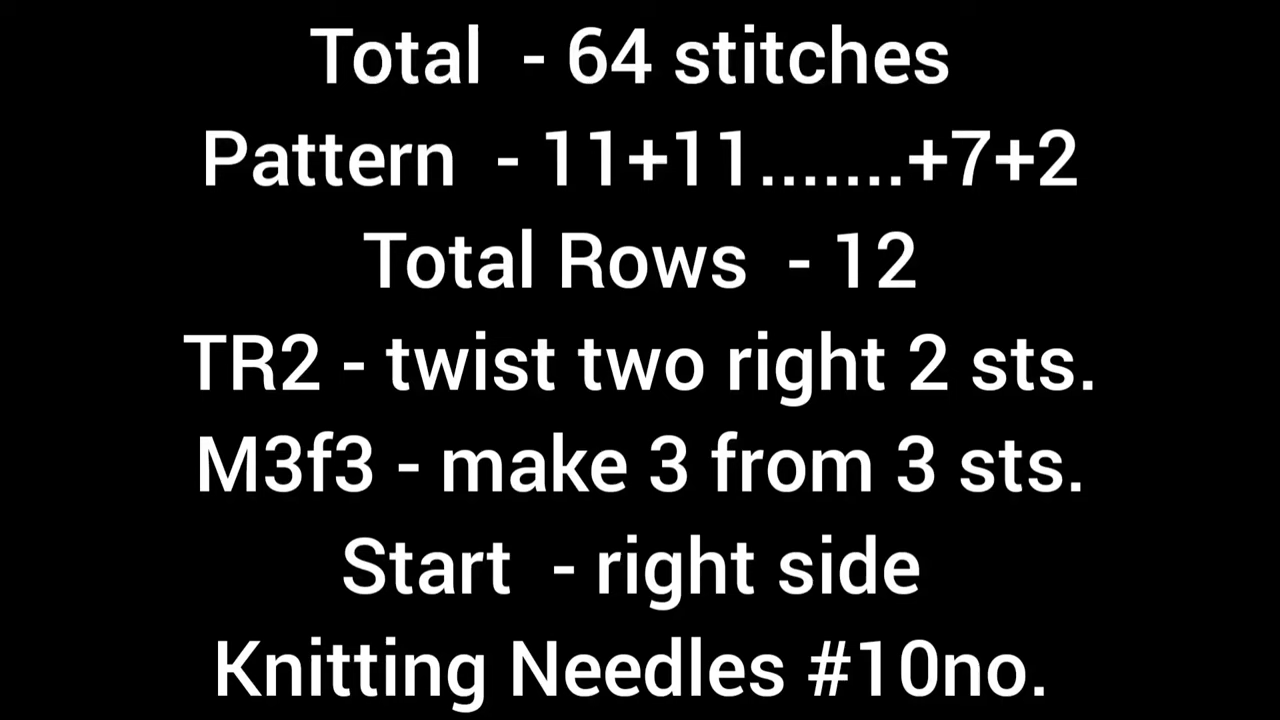 Total - 64 stitches
Pattern - 11+11.......+7+2
Total Rows - 12
TR2 - twist two right 2 sts.
M3f3 - make 3 from 3 sts.
Start - right side
Knitting Needles #10no.